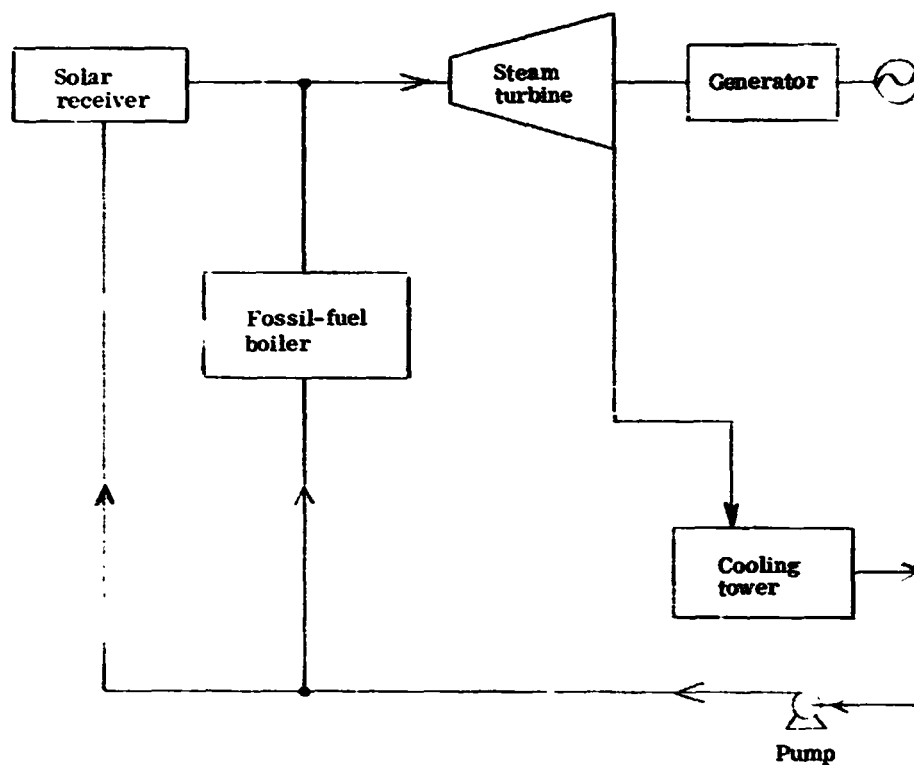 Solar
receiver
Steam
turbine
Generator
Fossil-fuel
boiler
Cooling
tower
Pump